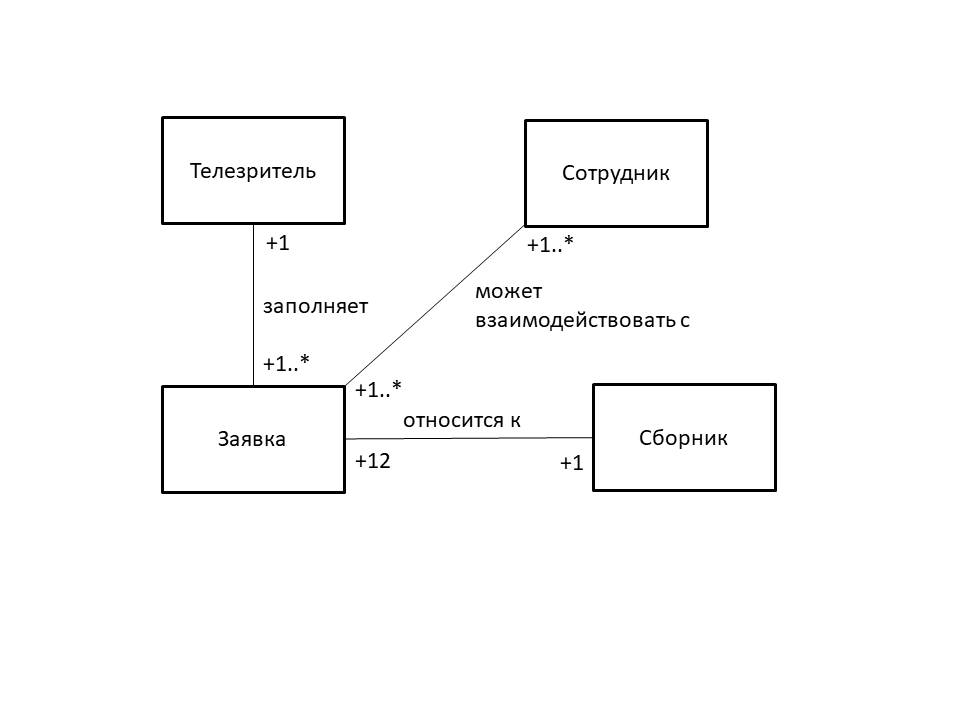 Телезритель
Сотрудник
+1
+1..*
заполняет
может
взаимодействовать с
+1..*
+1..*
относится к
Заявка
Сборник
+12
+1